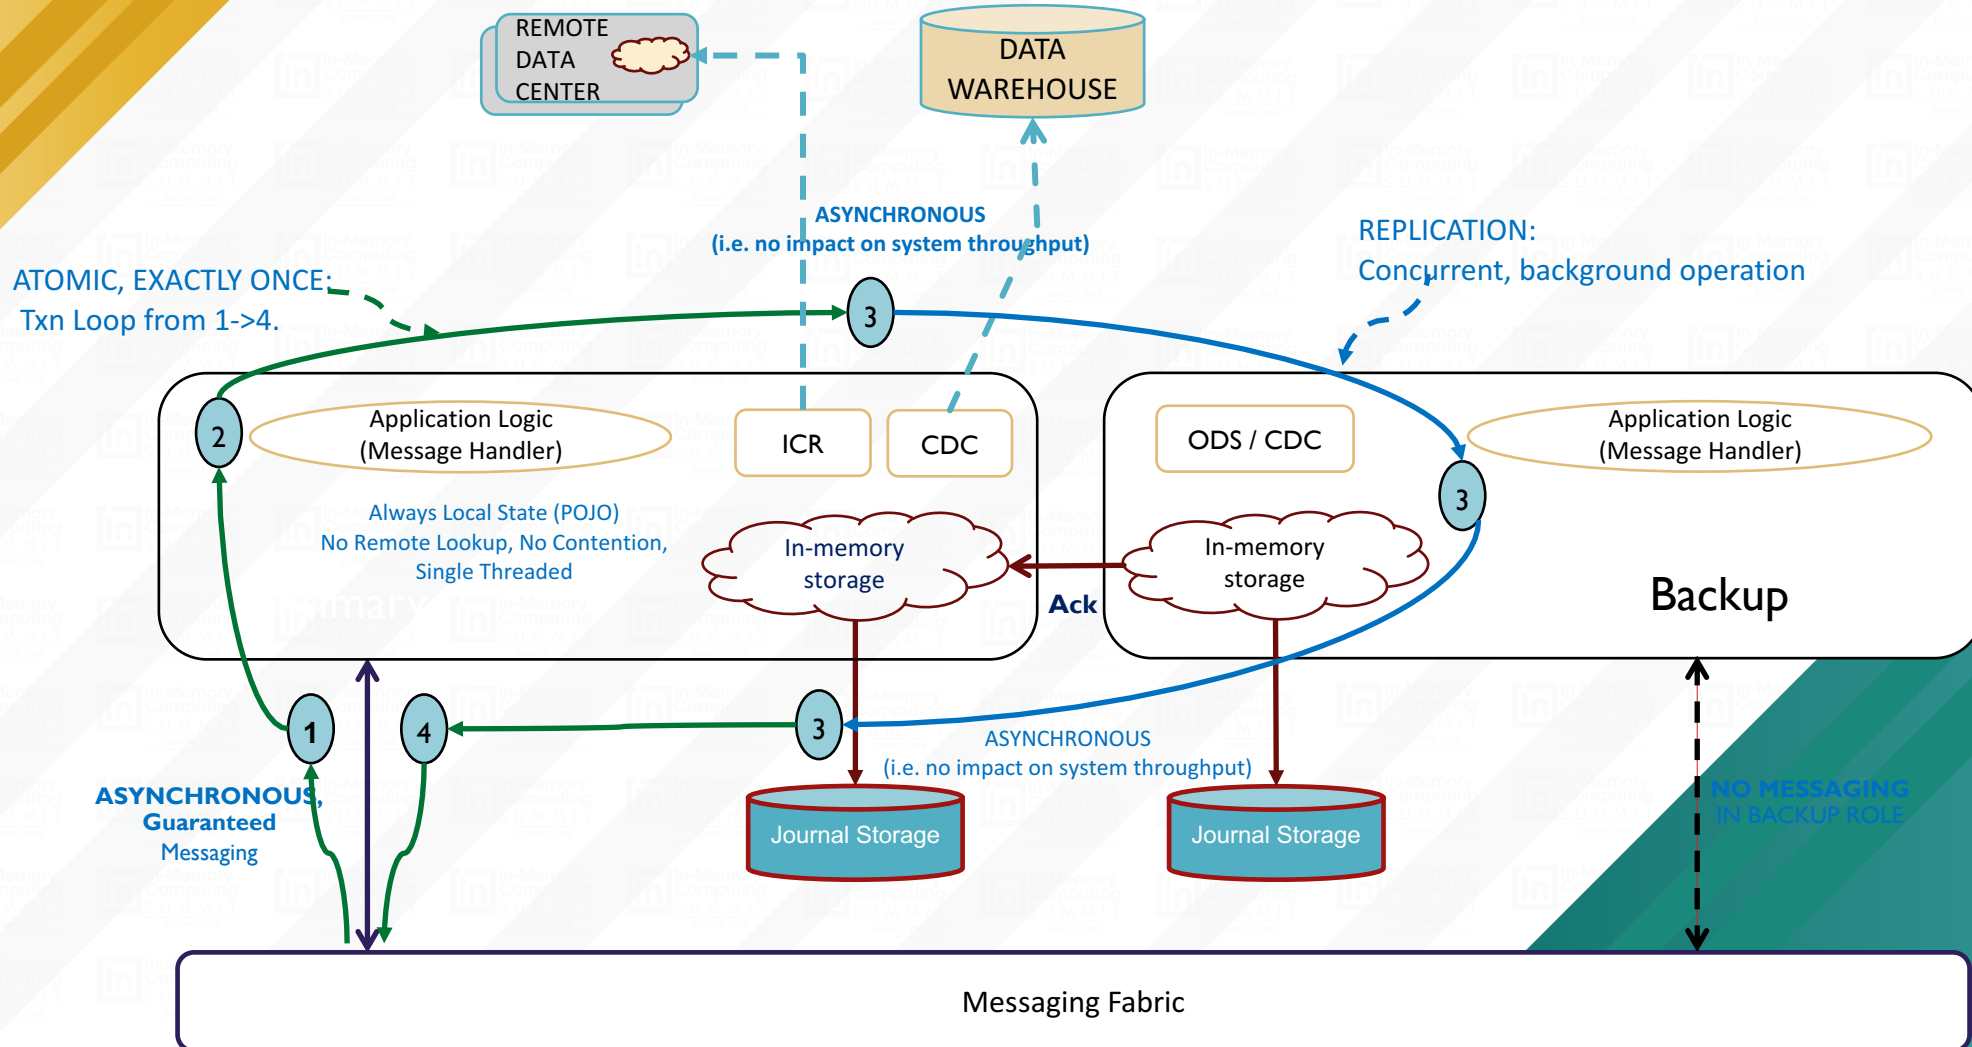 REMOTE
DATA
CENTER
DATA
WAREHOUSE
ASYNCHRONOUS
(i.e. no impact on system throughput)
REPLICATION:
Concurrent, background operation
ATOMIC, EXACTLY ONCE:
Txn Loop from 1->4.
3
2
Application Logic
(Message Handler)
ICR
CDC
ODS / CDC
Application Logic
(Message Handler)
3
Always Local State (POJO)
No Remote Lookup, No Contention,
Single Threaded
In-memory
storage
In-memory
storage
Ack
Backup
1
4
3
ASYNCHRONOUS
(i.e. no impact on system throughput)
ASYNCHRONOUS,
Guaranteed
Messaging
Journal Storage
Journal Storage
NO MESSAGING
IN BACKUP ROLE
Messaging Fabric
In-Memory
Computing
SUMMIT